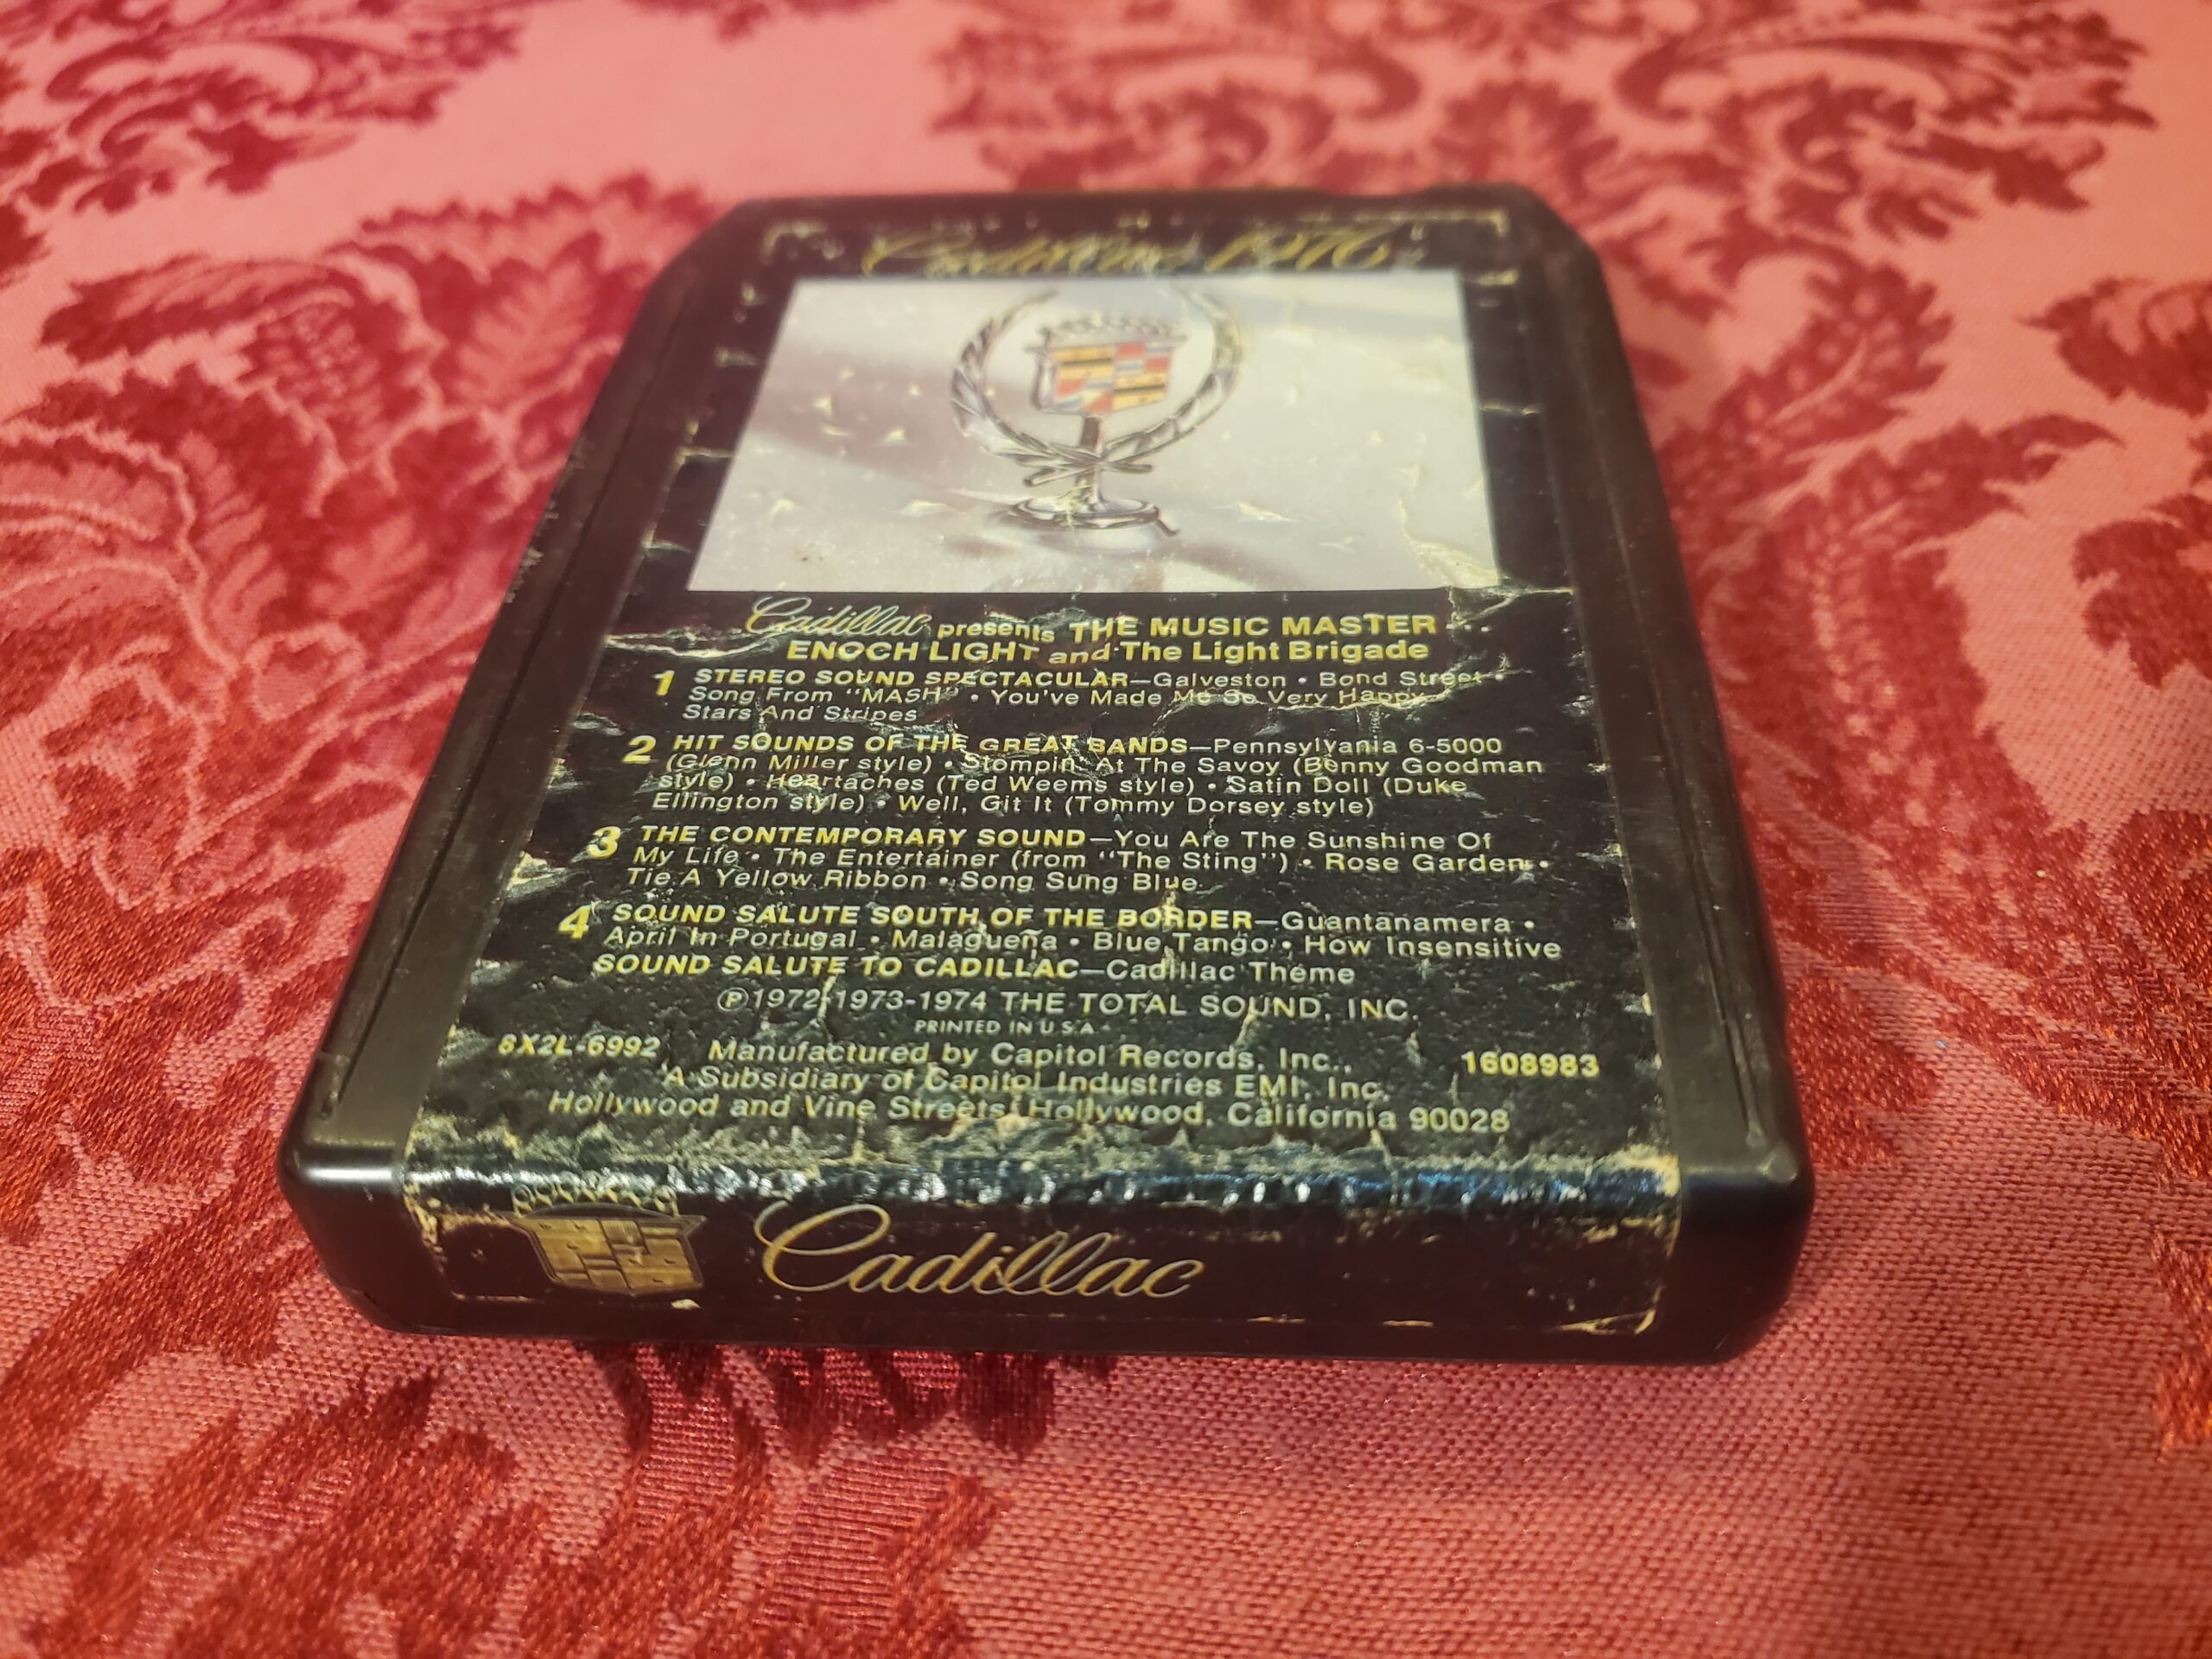 Cadillac 1976
Cadillac presents THE MUSIC MASTER
ENOCH LIGHT and The Light Brigade
1 STEREO SOUND SPECTACULAR—Galveston • Bond Street •
Song From "MASH" • You've Made Me So Very Happy
Stars And Stripes
2 HIT SOUNDS OF THE GREAT BANDS—Pennsylvania 6-5000
(Glenn Miller style) • Stompin' At The Savoy (Benny Goodman
style) • Heartaches (Ted Weems style) • Satin Doll (Duke
Ellington style) • Well, Git It (Tommy Dorsey style)
3 THE CONTEMPORARY SOUND—You Are The Sunshine Of
My Life • The Entertainer (from "The Sting") • Rose Garden •
Tie A Yellow Ribbon • Song Sung Blue
4 SOUND SALUTE SOUTH OF THE BORDER—Guantanamera •
April In Portugal • Malagueña • Blue Tango • How Insensitive
SOUND SALUTE TO CADILLAC—Cadillac Theme
Ⓟ1972-1973-1974 THE TOTAL SOUND, INC.
PRINTED IN U.S.A.
8X2L-6992 Manufactured by Capitol Records, Inc., 1608983
A Subsidiary of Capitol Industries EMI, Inc.
Hollywood and Vine Streets, Hollywood, California 90028
Cadillac